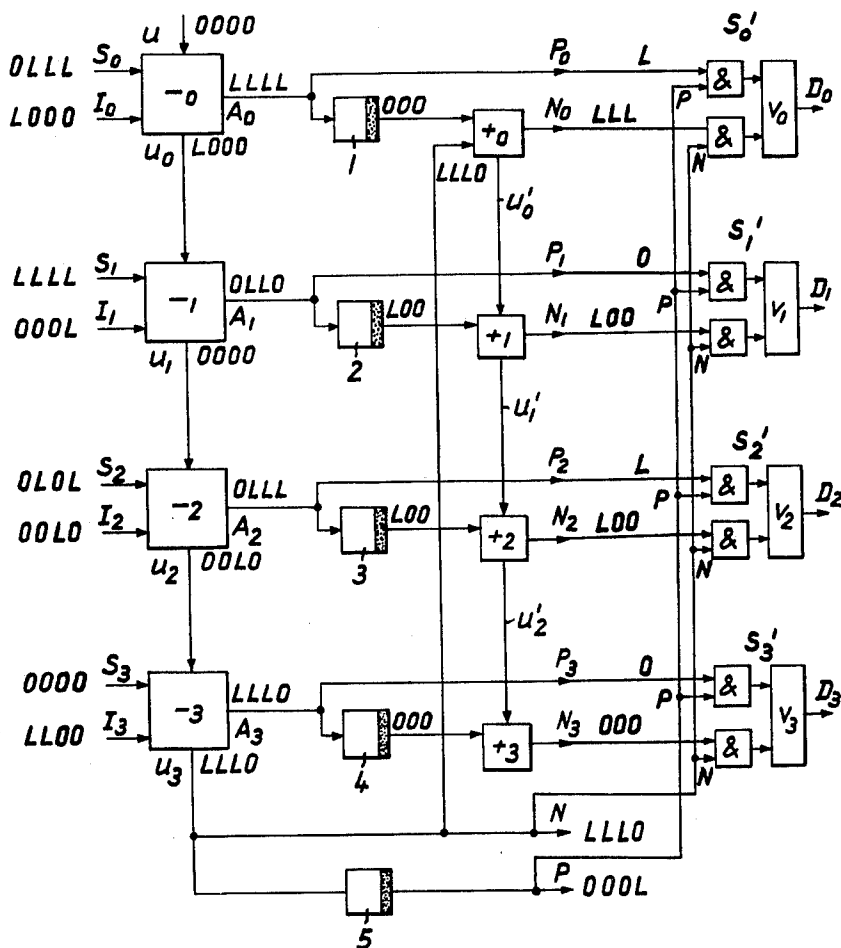 u 0000
S0'
0LLL S0
-0
LLLL
A0
P0 L
&
V0
D0
P
L000 I0
000
1
+0
N0 LLL
&
N
u0 L000
LLL0
u0'
S1'
LLLL S1
-1
0LL0
A1
P1 0
&
V1
D1
P
000L I1
L00
2
+1
N1 L00
&
N
u1 0000
u1'
S2'
0L0L S2
-2
0LLL
A2
P2 L
&
V2
D2
P
00L0 I2
L00
3
+2
N2 L00
&
N
u2 00L0
u2'
S3'
0000 S3
-3
LLL0
A3
P3 0
&
V3
D3
P
LL00 I3
000
4
+3
N3 000
&
N
u3 LLL0
N
LLL0
P
000L
5